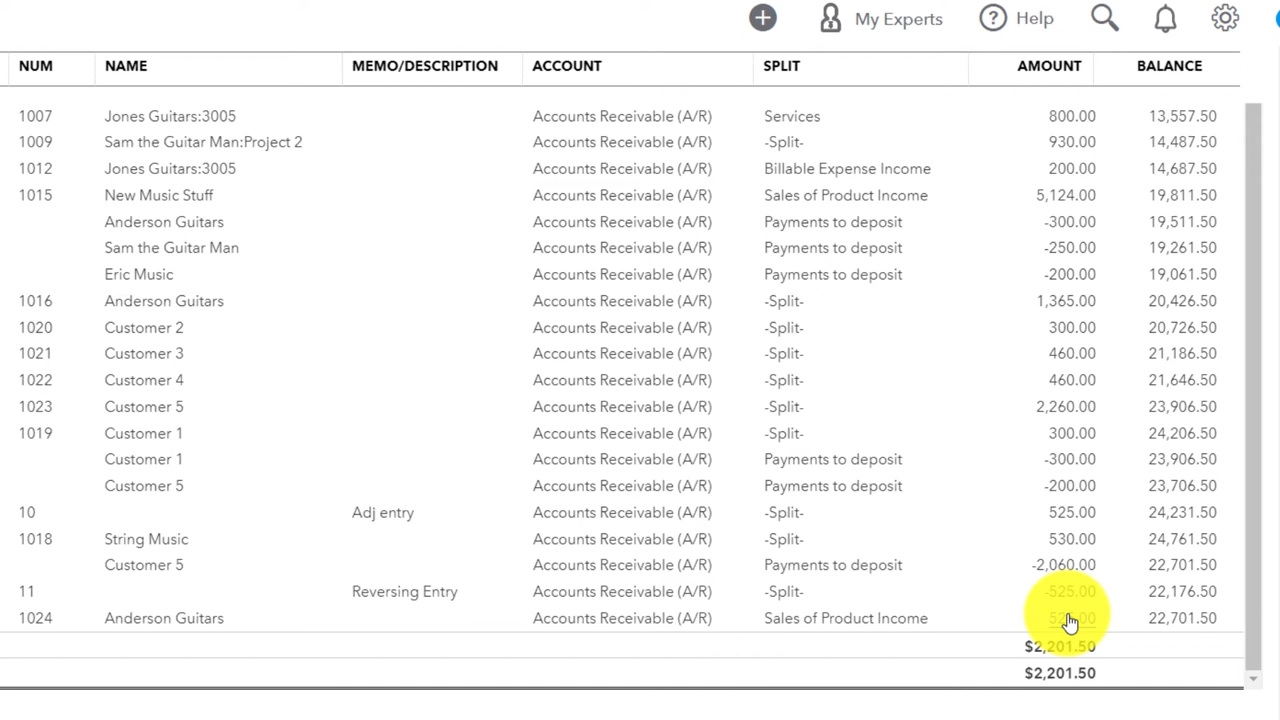 My Experts Help
NUM NAME MEMO/DESCRIPTION ACCOUNT SPLIT AMOUNT BALANCE
1007 Jones Guitars:3005 Accounts Receivable (A/R) Services 800.00 13,557.50
1009 Sam the Guitar Man:Project 2 Accounts Receivable (A/R) -Split- 930.00 14,487.50
1012 Jones Guitars:3005 Accounts Receivable (A/R) Billable Expense Income 200.00 14,687.50
1015 New Music Stuff Accounts Receivable (A/R) Sales of Product Income 5,124.00 19,811.50
Anderson Guitars Accounts Receivable (A/R) Payments to deposit -300.00 19,511.50
Sam the Guitar Man Accounts Receivable (A/R) Payments to deposit -250.00 19,261.50
Eric Music Accounts Receivable (A/R) Payments to deposit -200.00 19,061.50
1016 Anderson Guitars Accounts Receivable (A/R) -Split- 1,365.00 20,426.50
1020 Customer 2 Accounts Receivable (A/R) -Split- 300.00 20,726.50
1021 Customer 3 Accounts Receivable (A/R) -Split- 460.00 21,186.50
1022 Customer 4 Accounts Receivable (A/R) -Split- 460.00 21,646.50
1023 Customer 5 Accounts Receivable (A/R) -Split- 2,260.00 23,906.50
1019 Customer 1 Accounts Receivable (A/R) -Split- 300.00 24,206.50
Customer 1 Accounts Receivable (A/R) Payments to deposit -300.00 23,906.50
Customer 5 Accounts Receivable (A/R) Payments to deposit -200.00 23,706.50
10 Adj entry Accounts Receivable (A/R) -Split- 525.00 24,231.50
1018 String Music Accounts Receivable (A/R) -Split- 530.00 24,761.50
Customer 5 Accounts Receivable (A/R) Payments to deposit -2,060.00 22,701.50
11 Reversing Entry Accounts Receivable (A/R) -Split- -525.00 22,176.50
1024 Anderson Guitars Accounts Receivable (A/R) Sales of Product Income 22,701.50
$2,201.50
$2,201.50